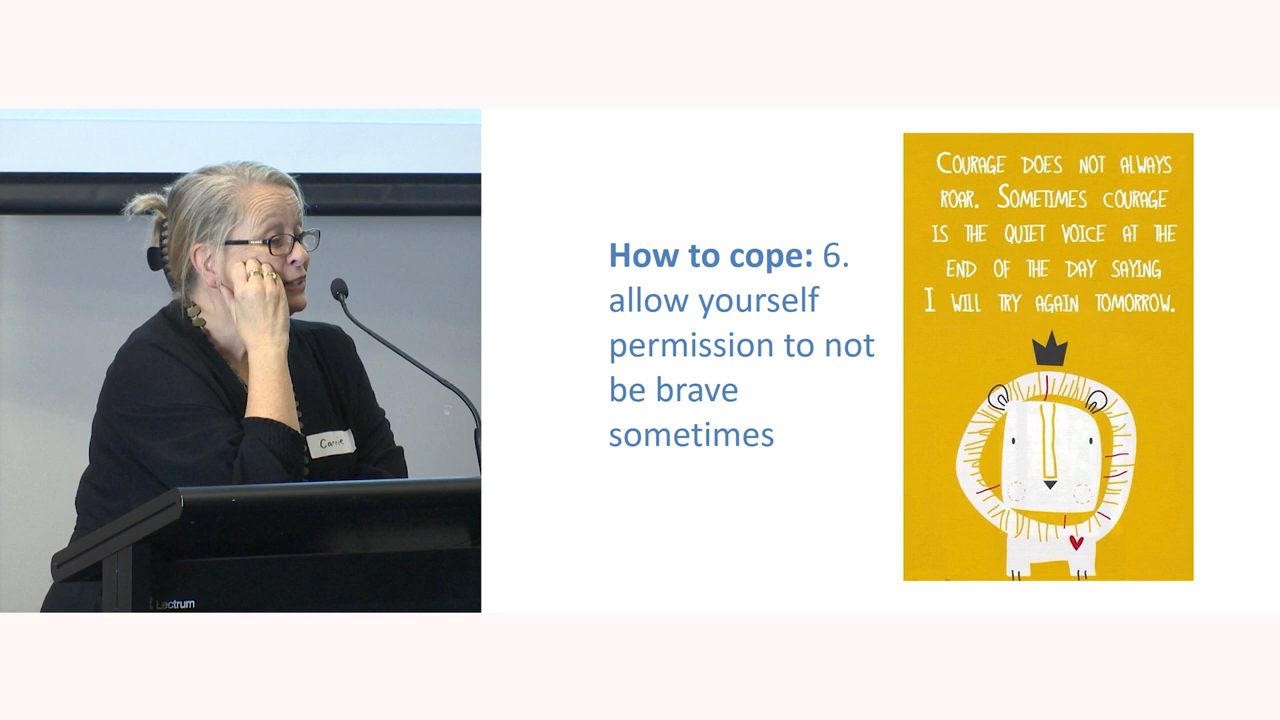 Carrie
Lectrum
How to cope: 6.
allow yourself
permission to not
be brave
sometimes
COURAGE DOES NOT ALWAYS
ROAR. SOMETIMES COURAGE
IS THE QUIET VOICE AT THE
END OF THE DAY SAYING
I WILL TRY AGAIN TOMORROW.